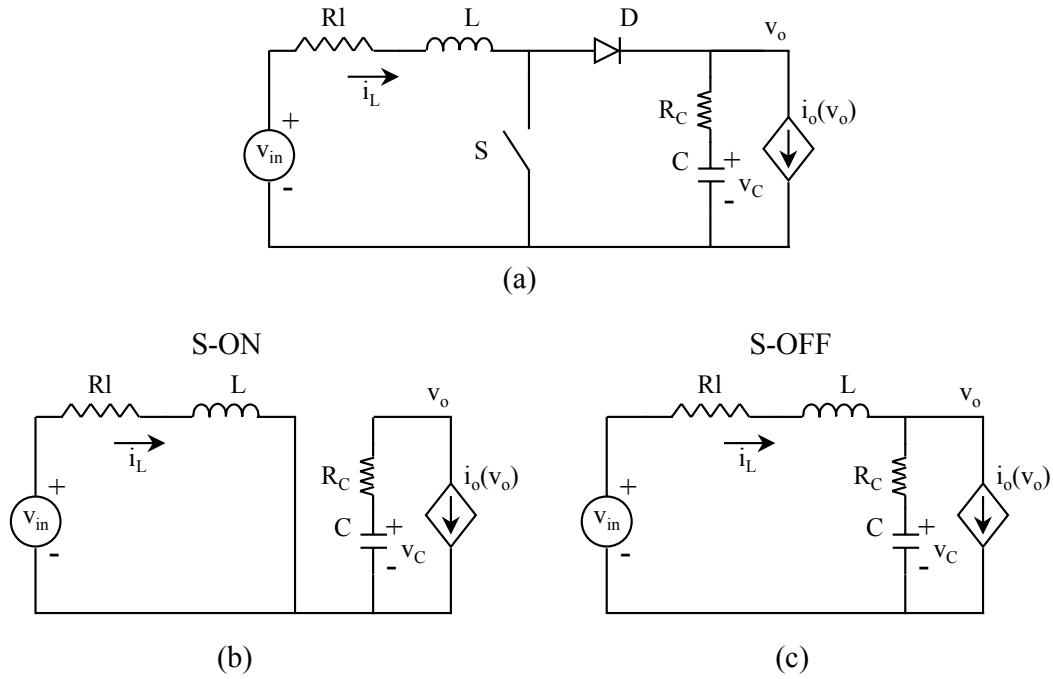 Rl L D v_o
i_L
R_C i_o(v_o)
+
v_in
-
S
C +
v_C
-
(a)
S-ON
Rl L v_o
i_L
R_C i_o(v_o)
+
v_in
-
C +
v_C
-
(b)
S-OFF
Rl L v_o
i_L
R_C i_o(v_o)
+
v_in
-
C +
v_C
-
(c)